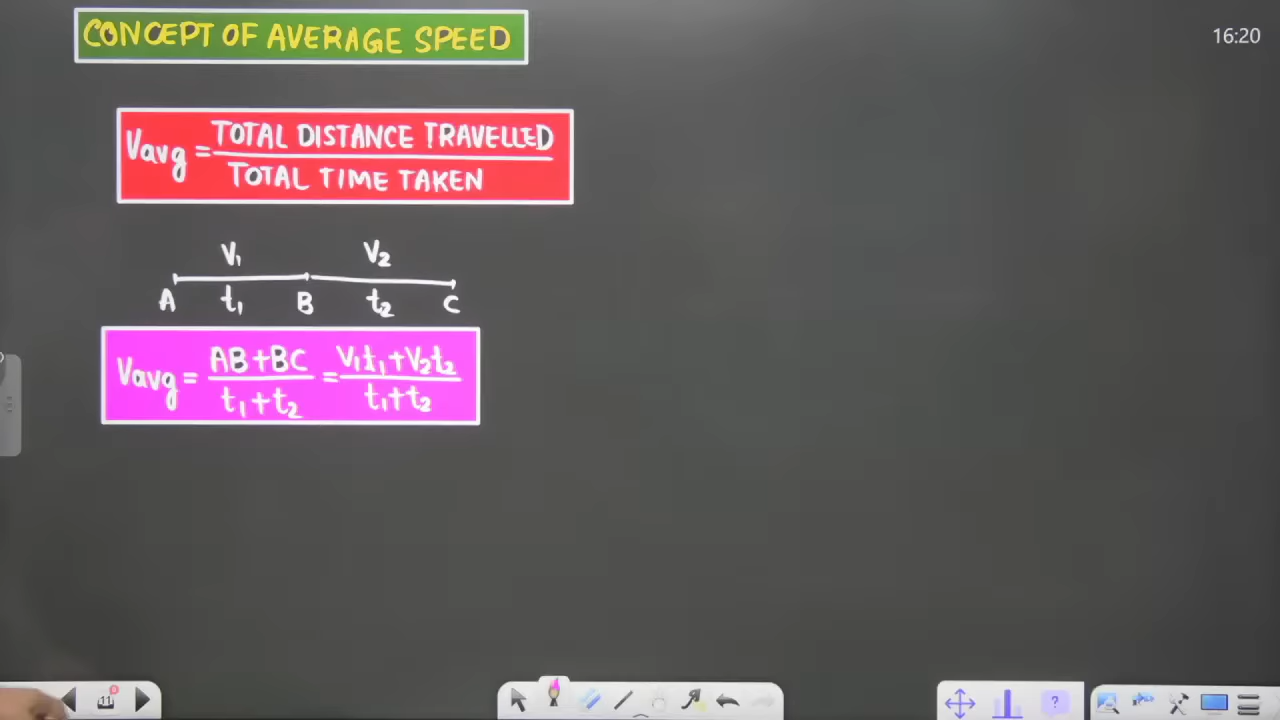 CONCEPT OF AVERAGE SPEED
16:20
Vavg = TOTAL DISTANCE TRAVELLED
TOTAL TIME TAKEN
V₁ V₂
A t₁ B t₂ C
Vavg = AB+BC / t₁+t₂ = V₁t₁+V₂t₂ / t₁+t₂
11
?